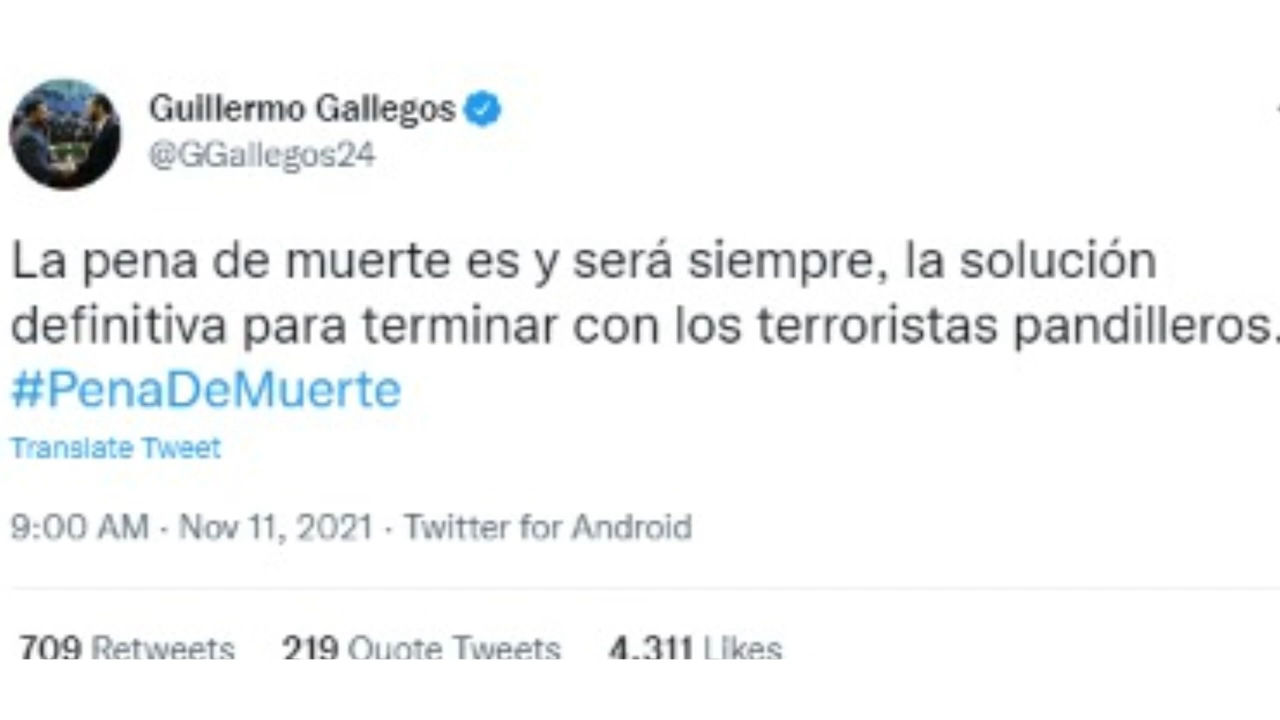 Guillermo Gallegos
@GGallegos24
La pena de muerte es y será siempre, la solución
definitiva para terminar con los terroristas pandilleros.
#PenaDeMuerte
Translate Tweet
9:00 AM · Nov 11, 2021 · Twitter for Android
709 Retweets 219 Quote Tweets 4,311 Likes